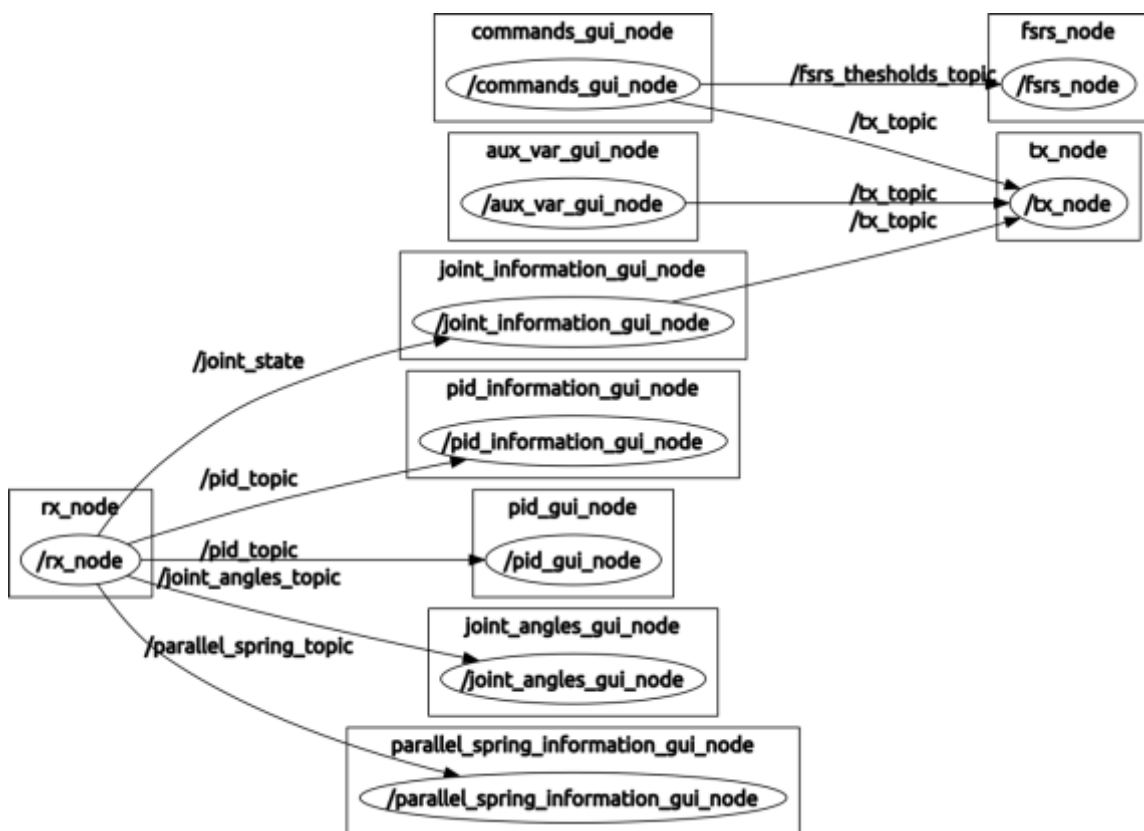 commands_gui_node
/commands_gui_node
/fsrs_thesholds_topic
fsrs_node
/fsrs_node
/tx_topic
aux_var_gui_node
/aux_var_gui_node
/tx_topic
/tx_topic
tx_node
/tx_node
joint_information_gui_node
/joint_information_gui_node
/joint_state
pid_information_gui_node
/pid_information_gui_node
/pid_topic
rx_node
/rx_node
/pid_topic
pid_gui_node
/pid_gui_node
/joint_angles_topic
joint_angles_gui_node
/joint_angles_gui_node
/parallel_spring_topic
parallel_spring_information_gui_node
/parallel_spring_information_gui_node